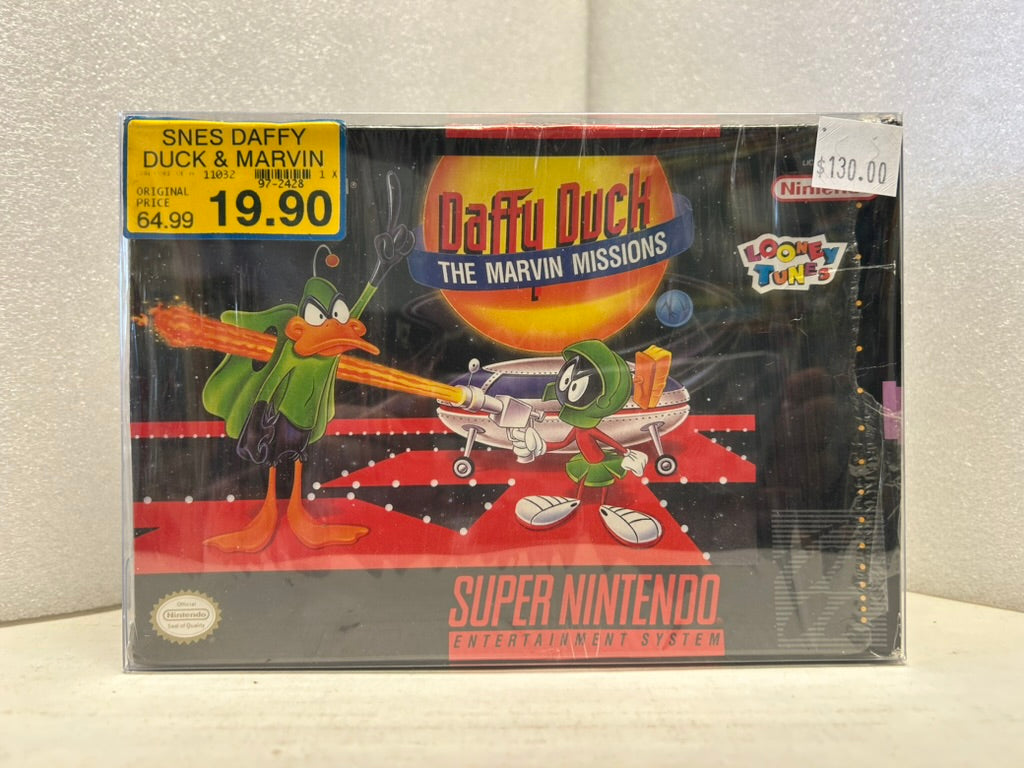 SNES DAFFY
DUCK & MARVIN
11032 1 X
97-2428
ORIGINAL
PRICE
64.99
19.90
$130.00
Daffy Duck
THE MARVIN MISSIONS
LOONEY
TUNES
Official
Nintendo
Seal of Quality
SUPER NINTENDO
ENTERTAINMENT SYSTEM